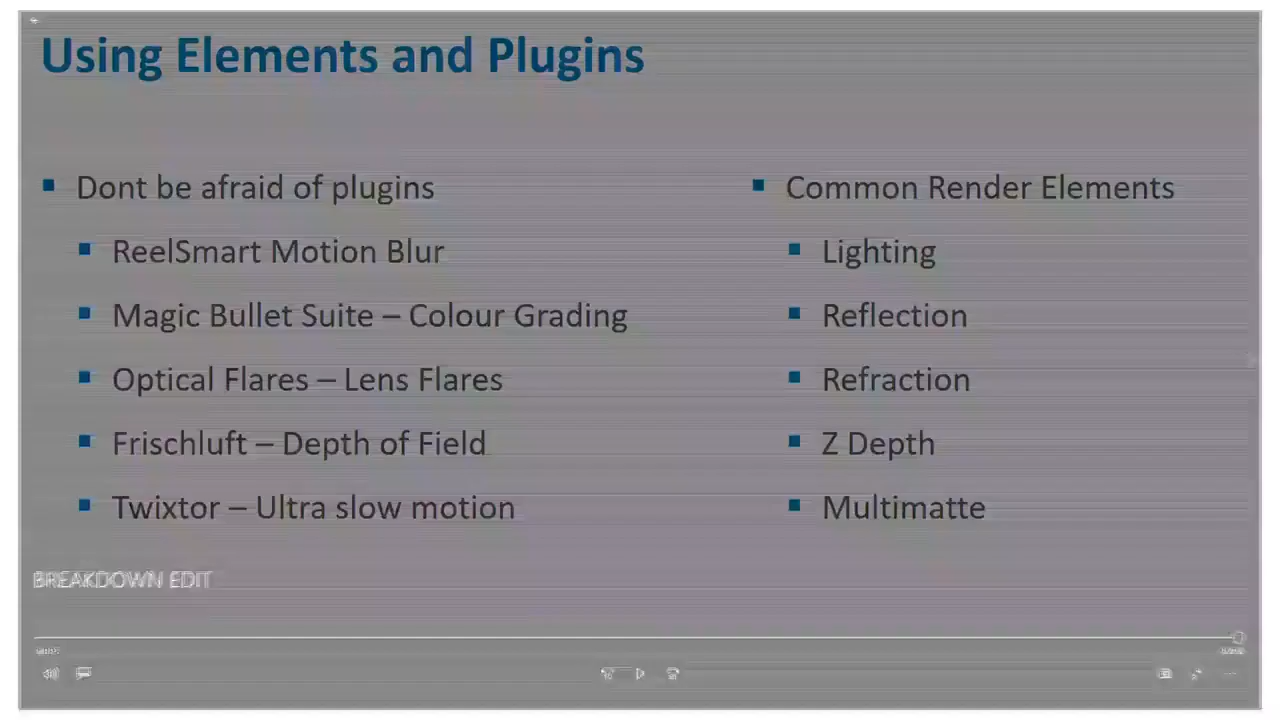 Using Elements and Plugins
Dont be afraid of plugins
ReelSmart Motion Blur
Magic Bullet Suite – Colour Grading
Optical Flares – Lens Flares
Frischluft – Depth of Field
Twixtor – Ultra slow motion
Common Render Elements
Lighting
Reflection
Refraction
Z Depth
Multimatte
BREAKDOWN EDIT